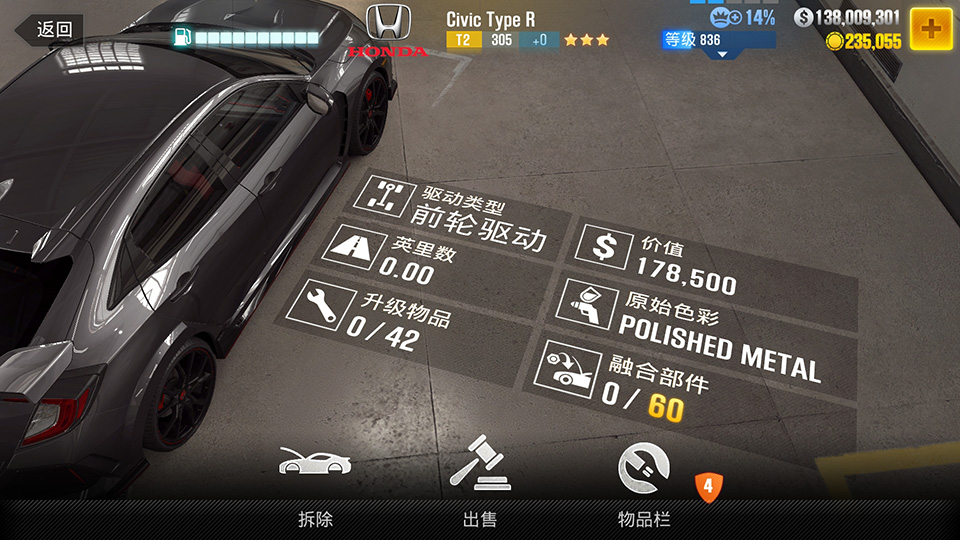 返回
HONDA
Civic Type R
T2 305 +0
14%
等级 836
138,009,301
235,055
驱动类型
前轮驱动
英里数
0.00
升级物品
0 / 42
价值
178,500
原始色彩
POLISHED METAL
融合部件
0 / 60
拆除
出售
物品栏
4